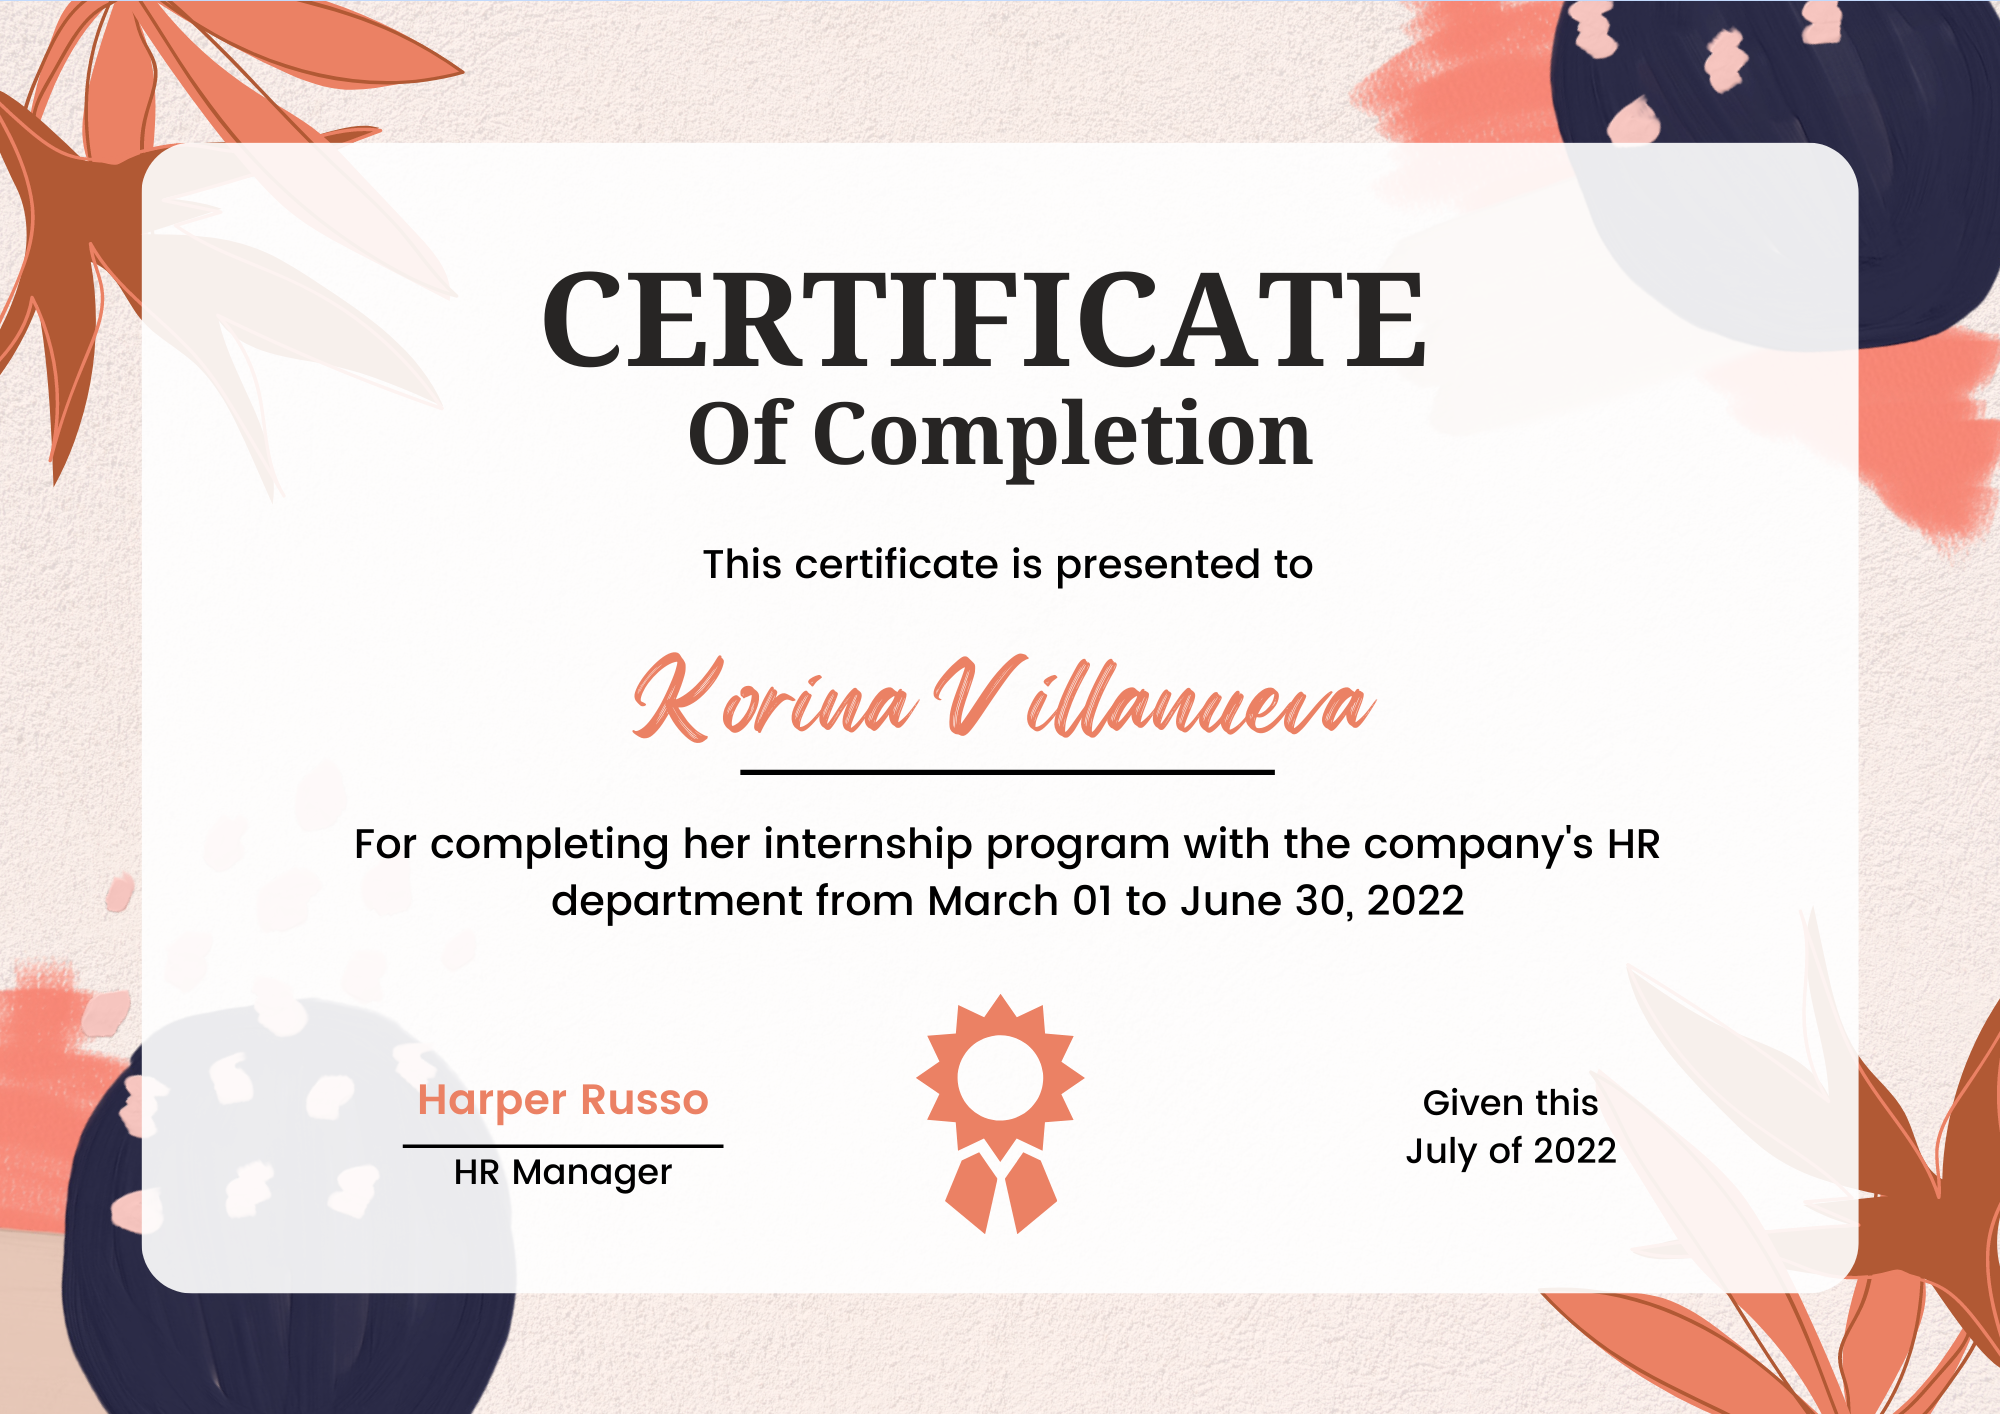 CERTIFICATE
Of Completion
This certificate is presented to
Korina Villanueva
For completing her internship program with the company's HR
department from March 01 to June 30, 2022
Harper Russo
HR Manager
Given this
July of 2022